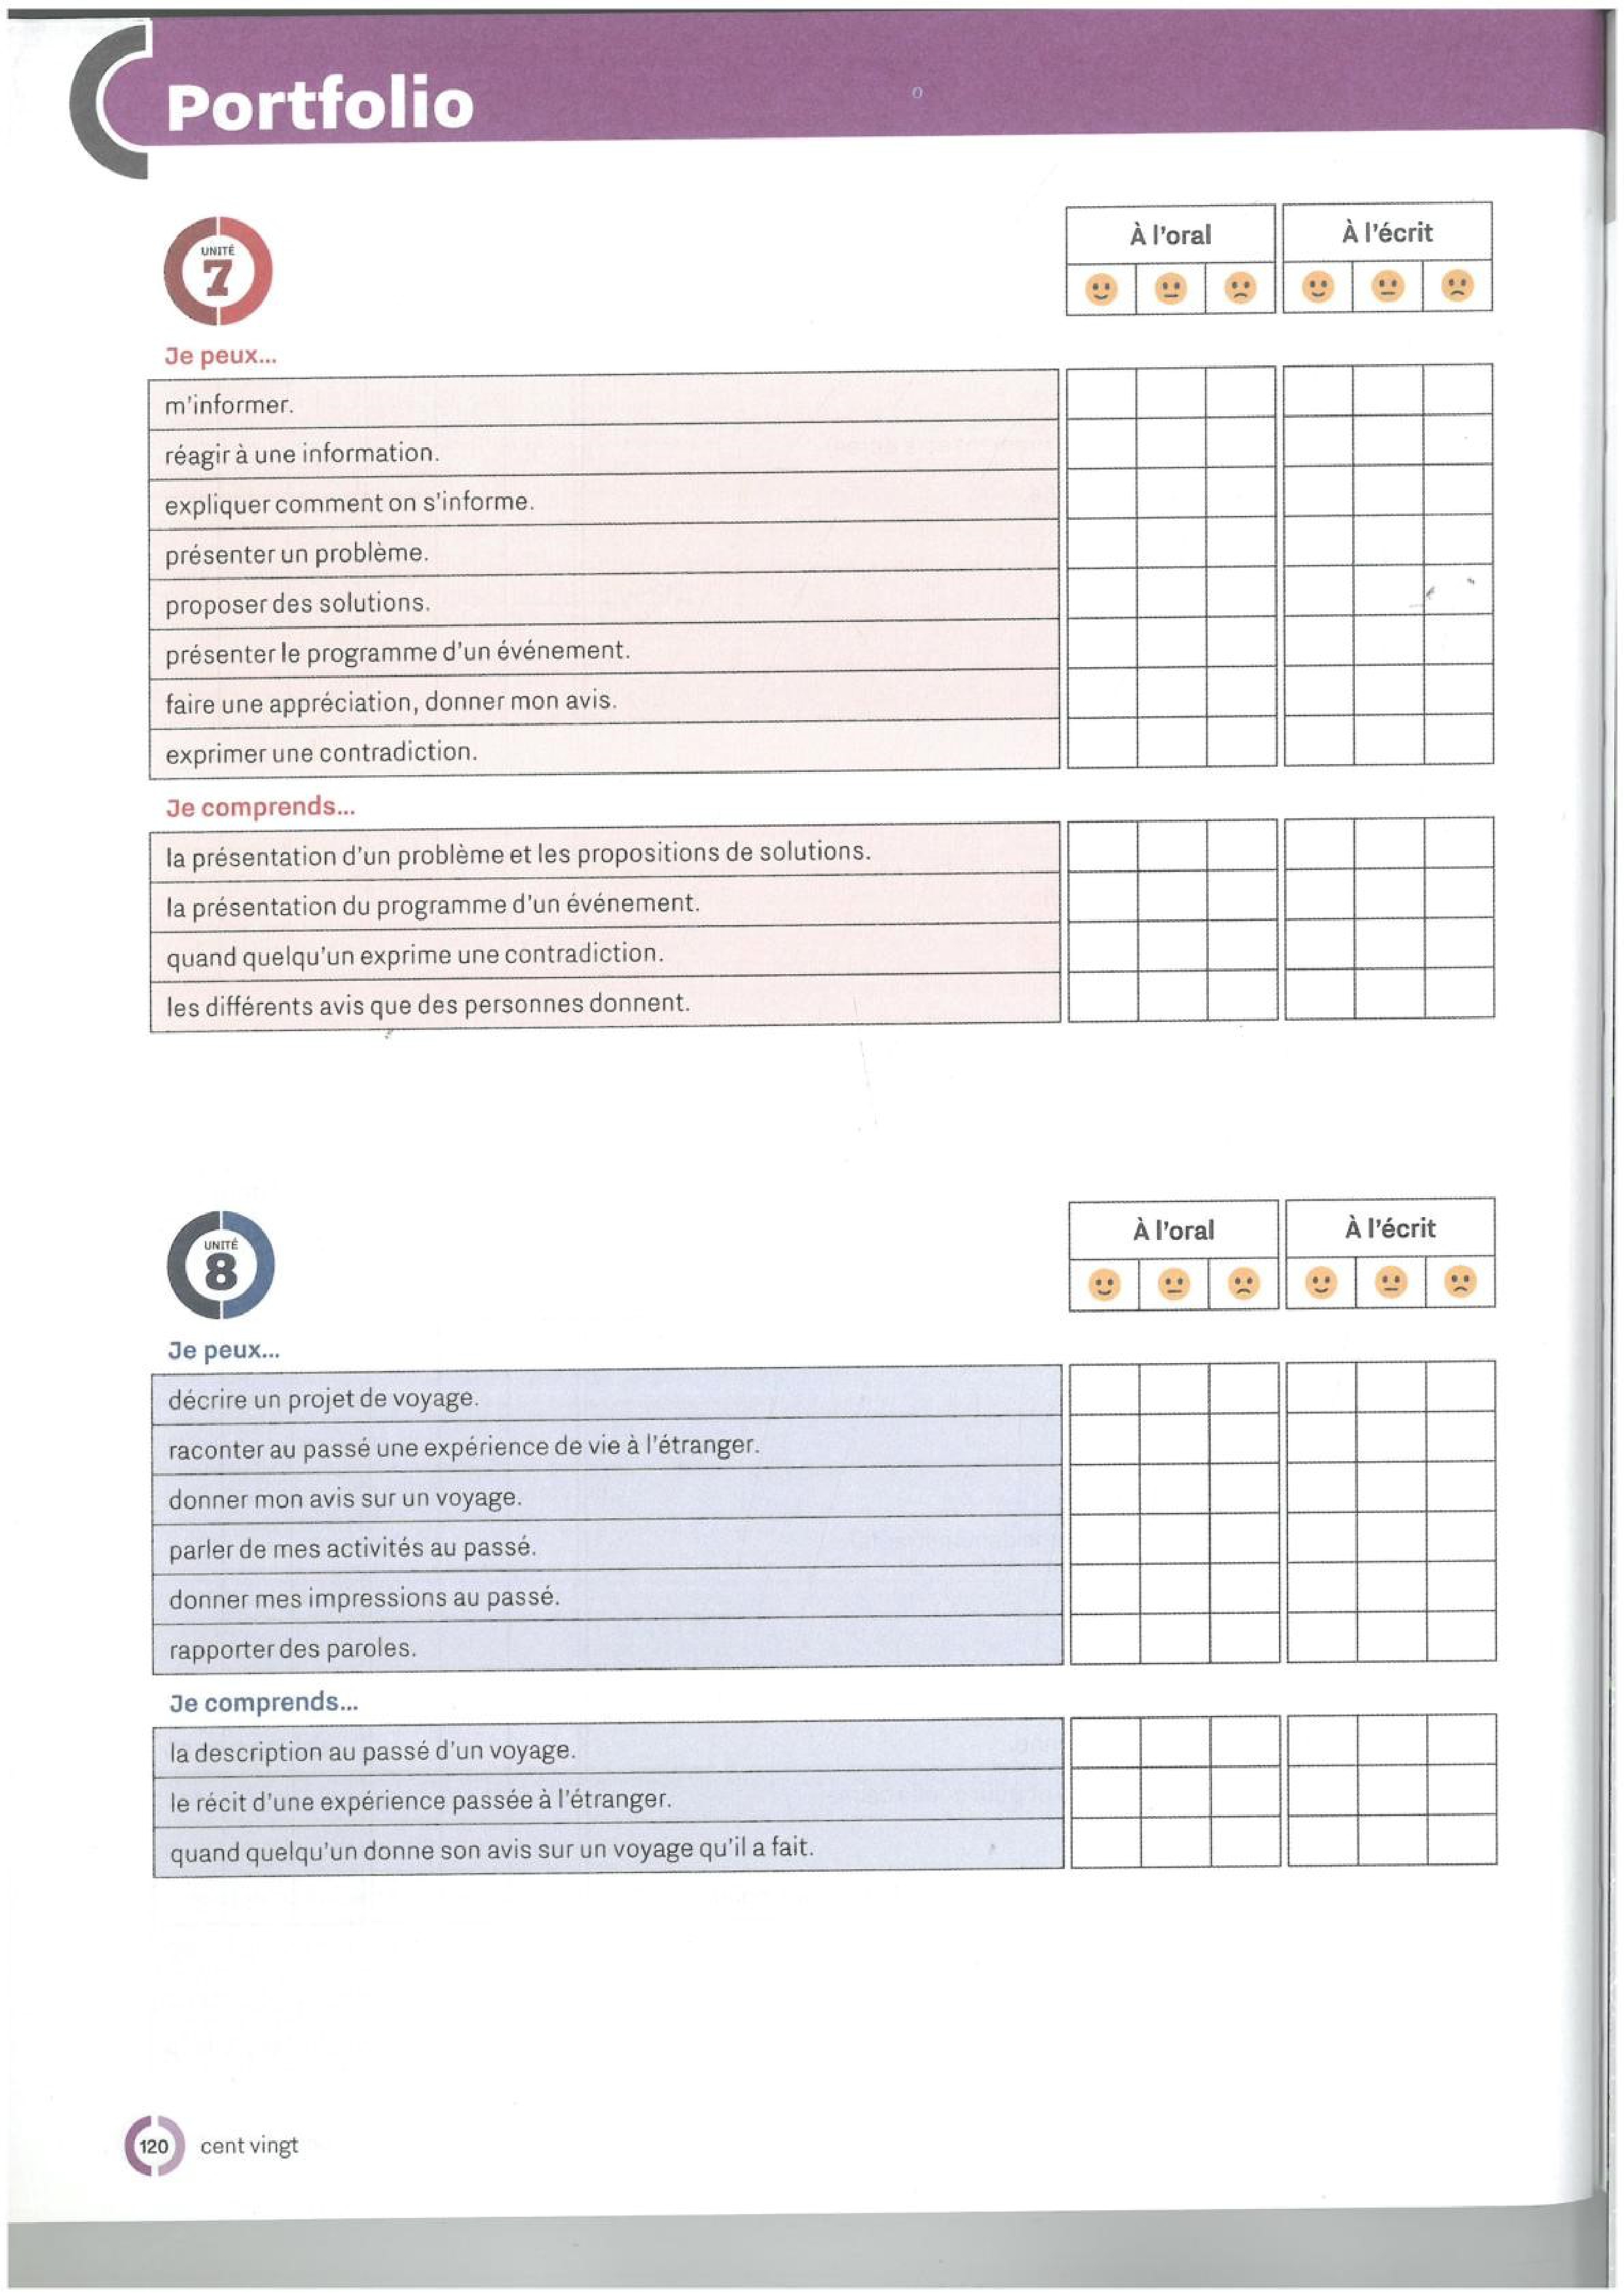 Portfolio
UNITÉ
7
À l'oral
À l'écrit
Je peux...
m'informer.
réagir à une information.
expliquer comment on s'informe.
présenter un problème.
proposer des solutions.
présenter le programme d'un événement.
faire une appréciation, donner mon avis.
exprimer une contradiction.
Je comprends...
la présentation d'un problème et les propositions de solutions.
la présentation du programme d'un événement.
quand quelqu'un exprime une contradiction.
les différents avis que des personnes donnent.
UNITÉ
8
À l'oral
À l'écrit
Je peux...
décrire un projet de voyage.
raconter au passé une expérience de vie à l'étranger.
donner mon avis sur un voyage.
parler de mes activités au passé.
donner mes impressions au passé.
rapporter des paroles.
Je comprends...
la description au passé d'un voyage.
le récit d'une expérience passée à l'étranger.
quand quelqu'un donne son avis sur un voyage qu'il a fait.
120 cent vingt